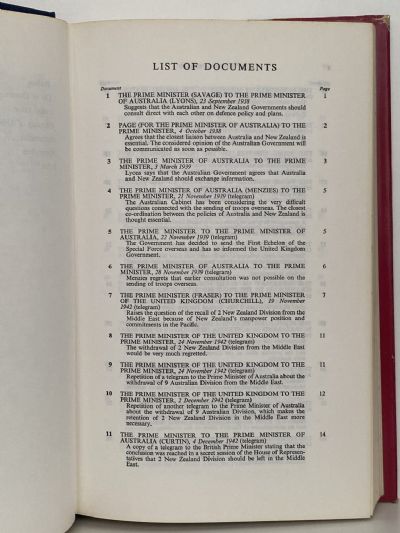 LIST OF DOCUMENTS
Document Page
1 THE PRIME MINISTER (SAVAGE) TO THE PRIME MINISTER 1
OF AUSTRALIA (LYONS), 23 September 1938
Suggests that the Australian and New Zealand Governments should
consult direct with each other on defence policy and plans.
2 PAGE (FOR THE PRIME MINISTER OF AUSTRALIA) TO THE 2
PRIME MINISTER, 4 October 1938
Agrees that the closest liaison between Australia and New Zealand is
essential. The considered opinion of the Australian Government will
be communicated as soon as possible.
3 THE PRIME MINISTER OF AUSTRALIA TO THE PRIME 3
MINISTER, 3 March 1939
Lyons says that the Australian Government agrees that Australia
and New Zealand should exchange information.
4 THE PRIME MINISTER OF AUSTRALIA (MENZIES) TO THE 5
PRIME MINISTER, 21 November 1939 (telegram)
The Australian Cabinet has been considering the very difficult
questions connected with the sending of troops overseas. The closest
co-ordination between the policies of Australia and New Zealand is
thought essential.
5 THE PRIME MINISTER TO THE PRIME MINISTER OF 5
AUSTRALIA, 22 November 1939 (telegram)
The Government has decided to send the First Echelon of the
Special Force overseas and has so informed the United Kingdom
Government.
6 THE PRIME MINISTER OF AUSTRALIA TO THE PRIME 6
MINISTER, 28 November 1939 (telegram)
Menzies regrets that earlier consultation was not possible on the
sending of troops overseas.
7 THE PRIME MINISTER (FRASER) TO THE PRIME MINISTER 7
OF THE UNITED KINGDOM (CHURCHILL), 19 November
1942 (telegram)
Raises the question of the recall of 2 New Zealand Division from the
Middle East because of New Zealand's manpower position and
commitments in the Pacific.
8 THE PRIME MINISTER OF THE UNITED KINGDOM TO THE 11
PRIME MINISTER, 24 November 1942 (telegram)
The withdrawal of 2 New Zealand Division from the Middle East
would be very much regretted.
9 THE PRIME MINISTER OF THE UNITED KINGDOM TO THE 11
PRIME MINISTER, 24 November 1942 (telegram)
Repetition of a telegram to the Prime Minister of Australia about the
withdrawal of 9 Australian Division from the Middle East.
10 THE PRIME MINISTER OF THE UNITED KINGDOM TO THE 12
PRIME MINISTER, 2 December 1942 (telegram)
Repetition of another telegram to the Prime Minister of Australia
about the withdrawal of 9 Australian Division, which makes the
retention of 2 New Zealand Division in the Middle East more
necessary.
11 THE PRIME MINISTER TO THE PRIME MINISTER OF 14
AUSTRALIA (CURTIN), 4 December 1942 (telegram)
A copy of a telegram to the British Prime Minister stating that the
conclusion was reached in a secret session of the House of Represen-
tatives that 2 New Zealand Division should be left in the Middle
East.